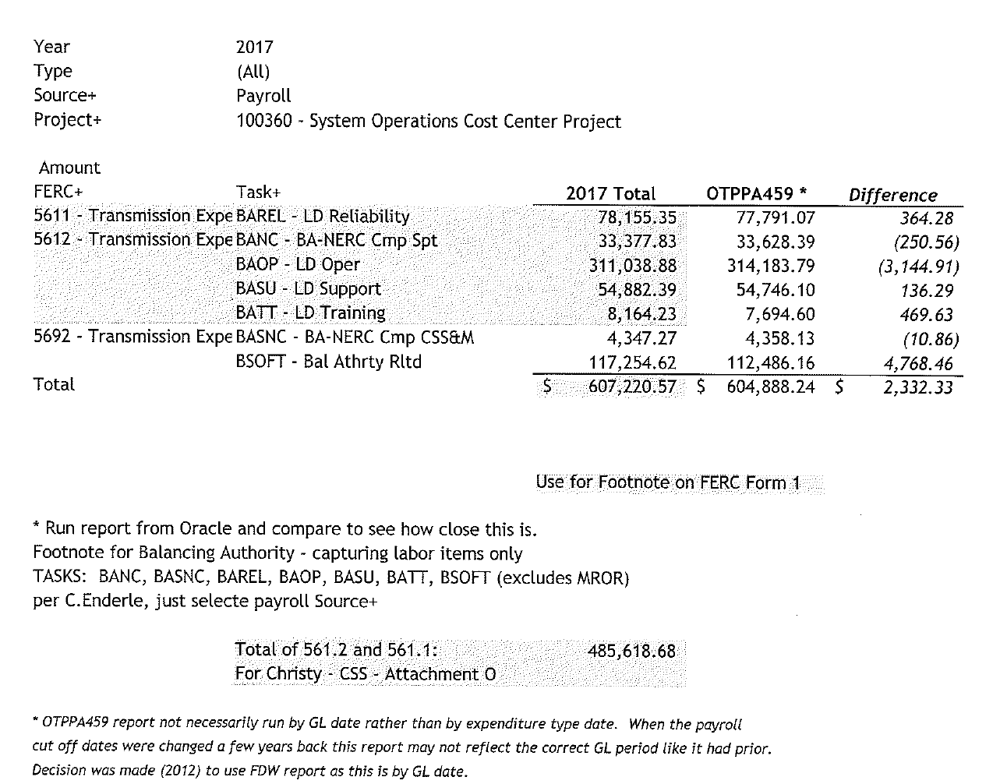 Year 2017
Type (All)
Source+ Payroll
Project+ 100360 - System Operations Cost Center Project
Amount
FERC+ Task+ 2017 Total OTPPA459 * Difference
5611 - Transmission Expe BAREL - LD Reliability 78,155.35 77,791.07 364.28
5612 - Transmission Expe BANC - BA-NERC Cmp Spt 33,377.83 33,628.39 (250.56)
BAOP - LD Oper 311,038.88 314,183.79 (3,144.91)
BASU - LD Support 54,882.39 54,746.10 136.29
BATT - LD Training 8,164.23 7,694.60 469.63
5692 - Transmission Expe BASNC - BA-NERC Cmp CSS&M 4,347.27 4,358.13 (10.86)
BSOFT - Bal Athrty Rltd 117,254.62 112,486.16 4,768.46
Total $ 607,220.57 $ 604,888.24 $ 2,332.33
Use for Footnote on FERC Form 1
* Run report from Oracle and compare to see how close this is.
Footnote for Balancing Authority - capturing labor items only
TASKS: BANC, BASNC, BAREL, BAOP, BASU, BATT, BSOFT (excludes MROR)
per C.Enderle, just selecte payroll Source+
Total of 561.2 and 561.1: 485,618.68
For Christy - CSS - Attachment O
* OTPPA459 report not necessarily run by GL date rather than by expenditure type date. When the payroll
cut off dates were changed a few years back this report may not reflect the correct GL period like it had prior.
Decision was made (2012) to use FDW report as this is by GL date.